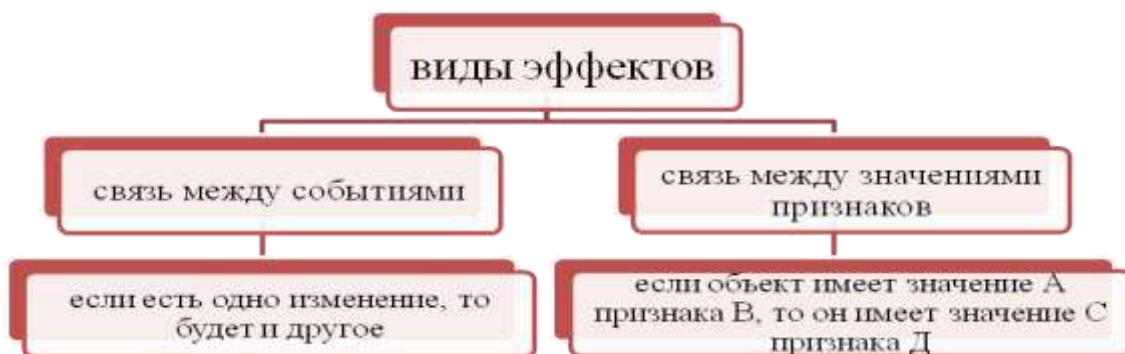 виды эффектов
связь между событиями
связь между значениями
признаков
если есть одно изменение, то
будет и другое
если объект имеет значение А
признака В, то он имеет значение С
признака Д